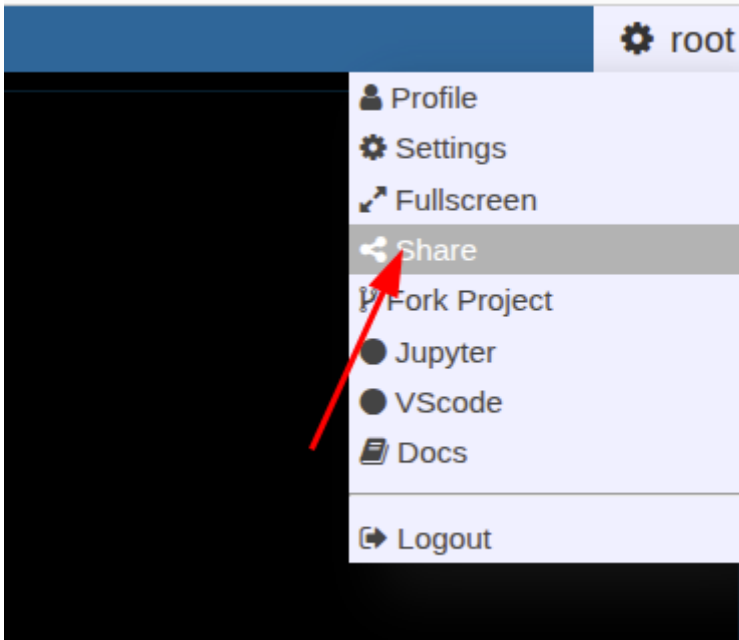 root
Profile
Settings
Fullscreen
Share
Fork Project
Jupyter
VScode
Docs
Logout